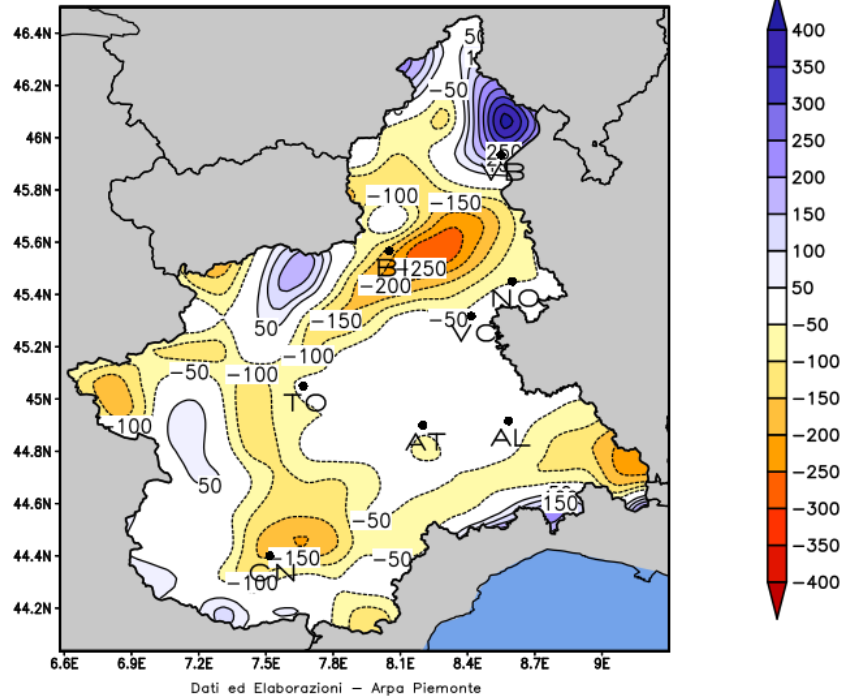 46.4N
46.2N
46N
45.8N
45.6N
45.4N
45.2N
45N
44.8N
44.6N
44.4N
44.2N
6.6E 6.9E 7.2E 7.5E 7.8E 8.1E 8.4E 8.7E 9E
-50
250
VB
-100
-150
BI
-250
-200
NO
50
-150
-50
VC
-100
-50
-100
TO
-100
AT
AL
50
150
-50
-150
-50
CN
-100
400
350
300
250
200
150
100
50
-50
-100
-150
-200
-250
-300
-350
-400
Dati ed Elaborazioni – Arpa Piemonte